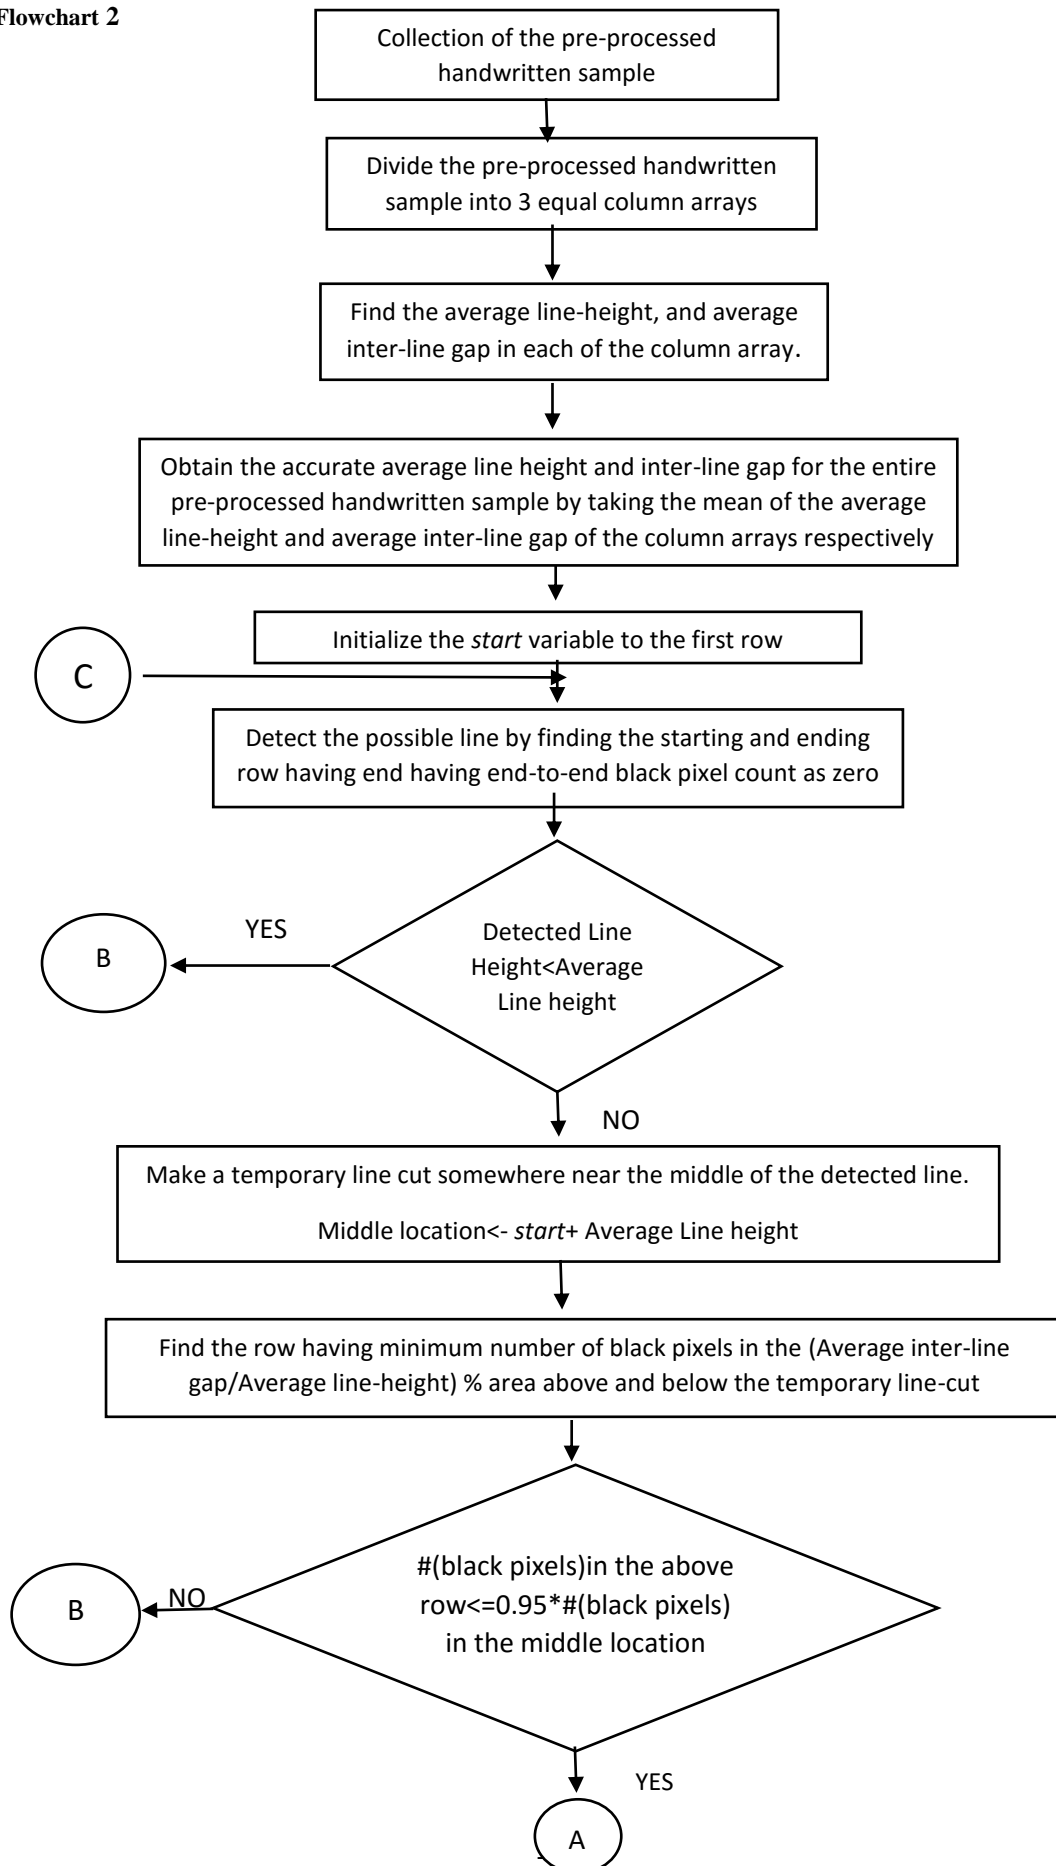 Flowchart 2
Collection of the pre-processed
handwritten sample
Divide the pre-processed handwritten
sample into 3 equal column arrays
Find the average line-height, and average
inter-line gap in each of the column array.
Obtain the accurate average line height and inter-line gap for the entire
pre-processed handwritten sample by taking the mean of the average
line-height and average inter-line gap of the column arrays respectively
Initialize the start variable to the first row
C
Detect the possible line by finding the starting and ending
row having end having end-to-end black pixel count as zero
YES
B
Detected Line
Height<Average
Line height
NO
Make a temporary line cut somewhere near the middle of the detected line.
Middle location<- start+ Average Line height
Find the row having minimum number of black pixels in the (Average inter-line
gap/Average line-height) % area above and below the temporary line-cut
#(black pixels)in the above
row<=0.95*#(black pixels)
in the middle location
NO
B
YES
A